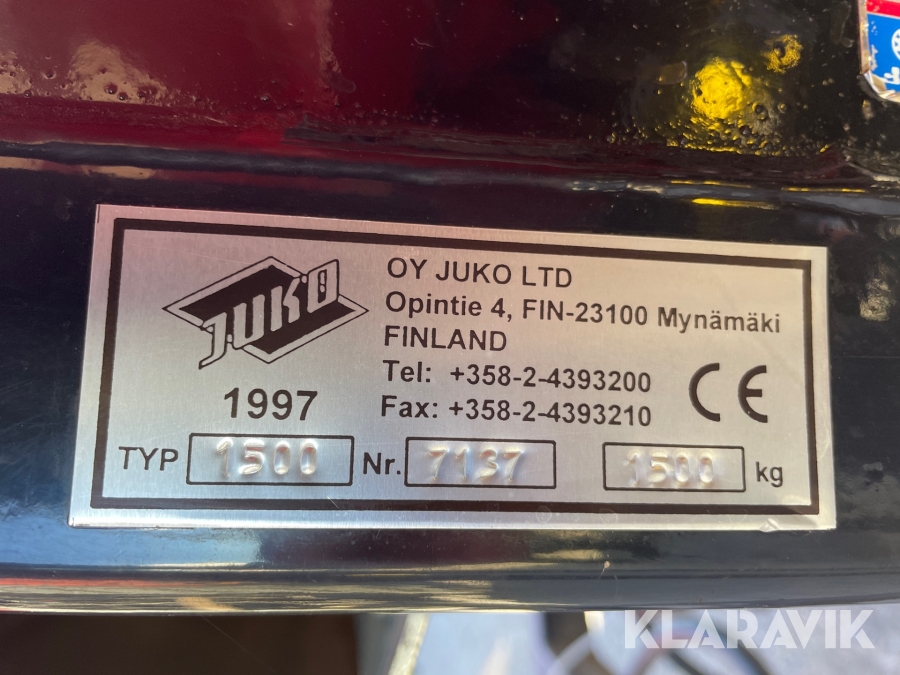 JUKO
1997
OY JUKO LTD
Opintie 4, FIN-23100 Mynämäki
FINLAND
Tel: +358-2-4393200
Fax: +358-2-4393210
CE
TYP 1500 Nr. 7137 1500 kg
KLARAVIK